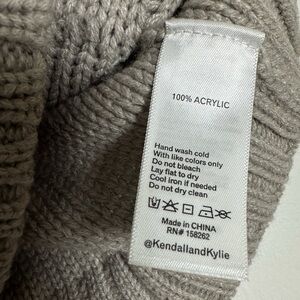 100% ACRYLIC
Hand wash cold
With like colors only
Do not bleach
Lay flat to dry
Cool iron if needed
Do not dry clean
Made in CHINA
RN# 158262
@KendallandKylie